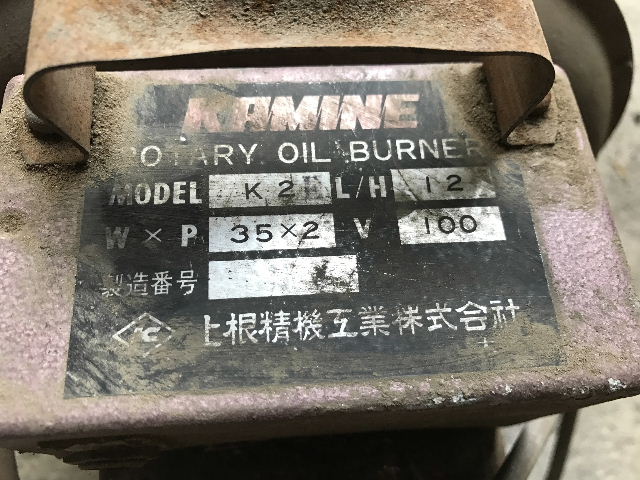 KAMINE
ROTARY OIL BURNER
MODEL K2 L/H 12
W×P 35×2 V 100
製造番号
上根精機工業株式会社